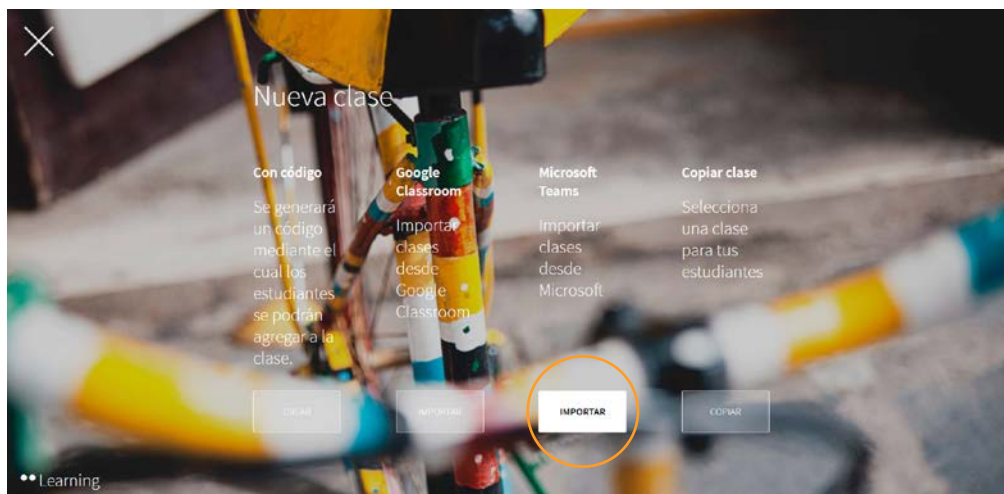 Nueva clase
Con código
Se generará
un código
mediante el
cual los
estudiantes
se podrán
agregar a la
clase.
CREAR
Google
Classroom
Importar
clases
desde
Google
Classroom
IMPORTAR
Microsoft
Teams
Importar
clases
desde
Microsoft
IMPORTAR
Copiar clase
Selecciona
una clase
para tus
estudiantes
COPIAR
Learning